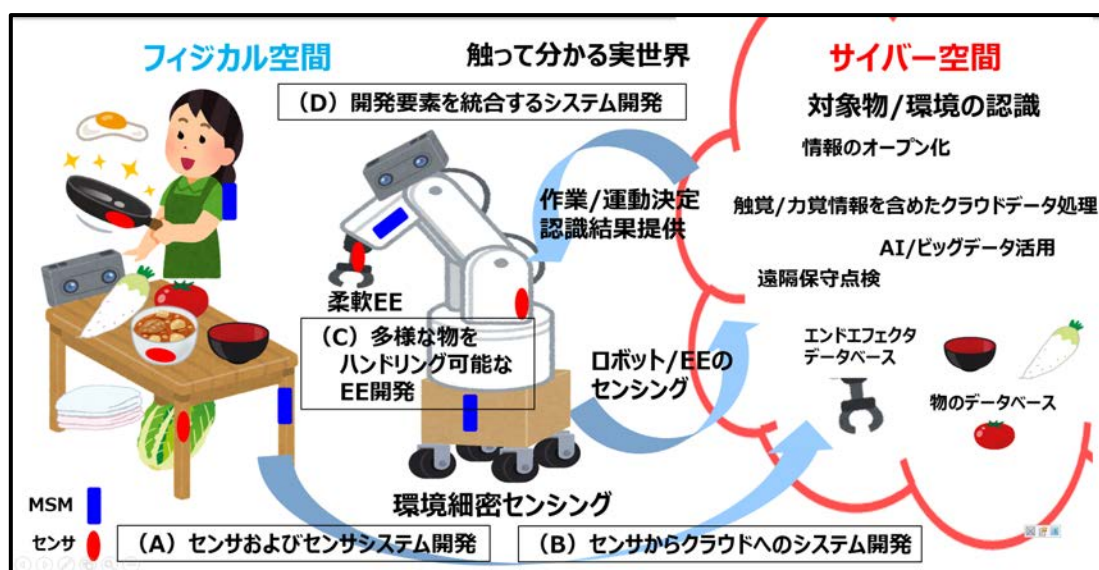 フィジカル空間
触って分かる実世界
サイバー空間
(D)開発要素を統合するシステム開発
対象物/環境の認識
情報のオープン化
作業/運動決定
認識結果提供
触覚/力覚情報を含めたクラウドデータ処理
AI/ビッグデータ活用
遠隔保守点検
柔軟EE
(C)多様な物を
ハンドリング可能な
EE開発
ロボット/EEの
センシング
エンドエフェクタ
データベース
物のデータベース
環境細密センシング
MSM
センサ
(A)センサおよびセンサシステム開発
(B)センサからクラウドへのシステム開発